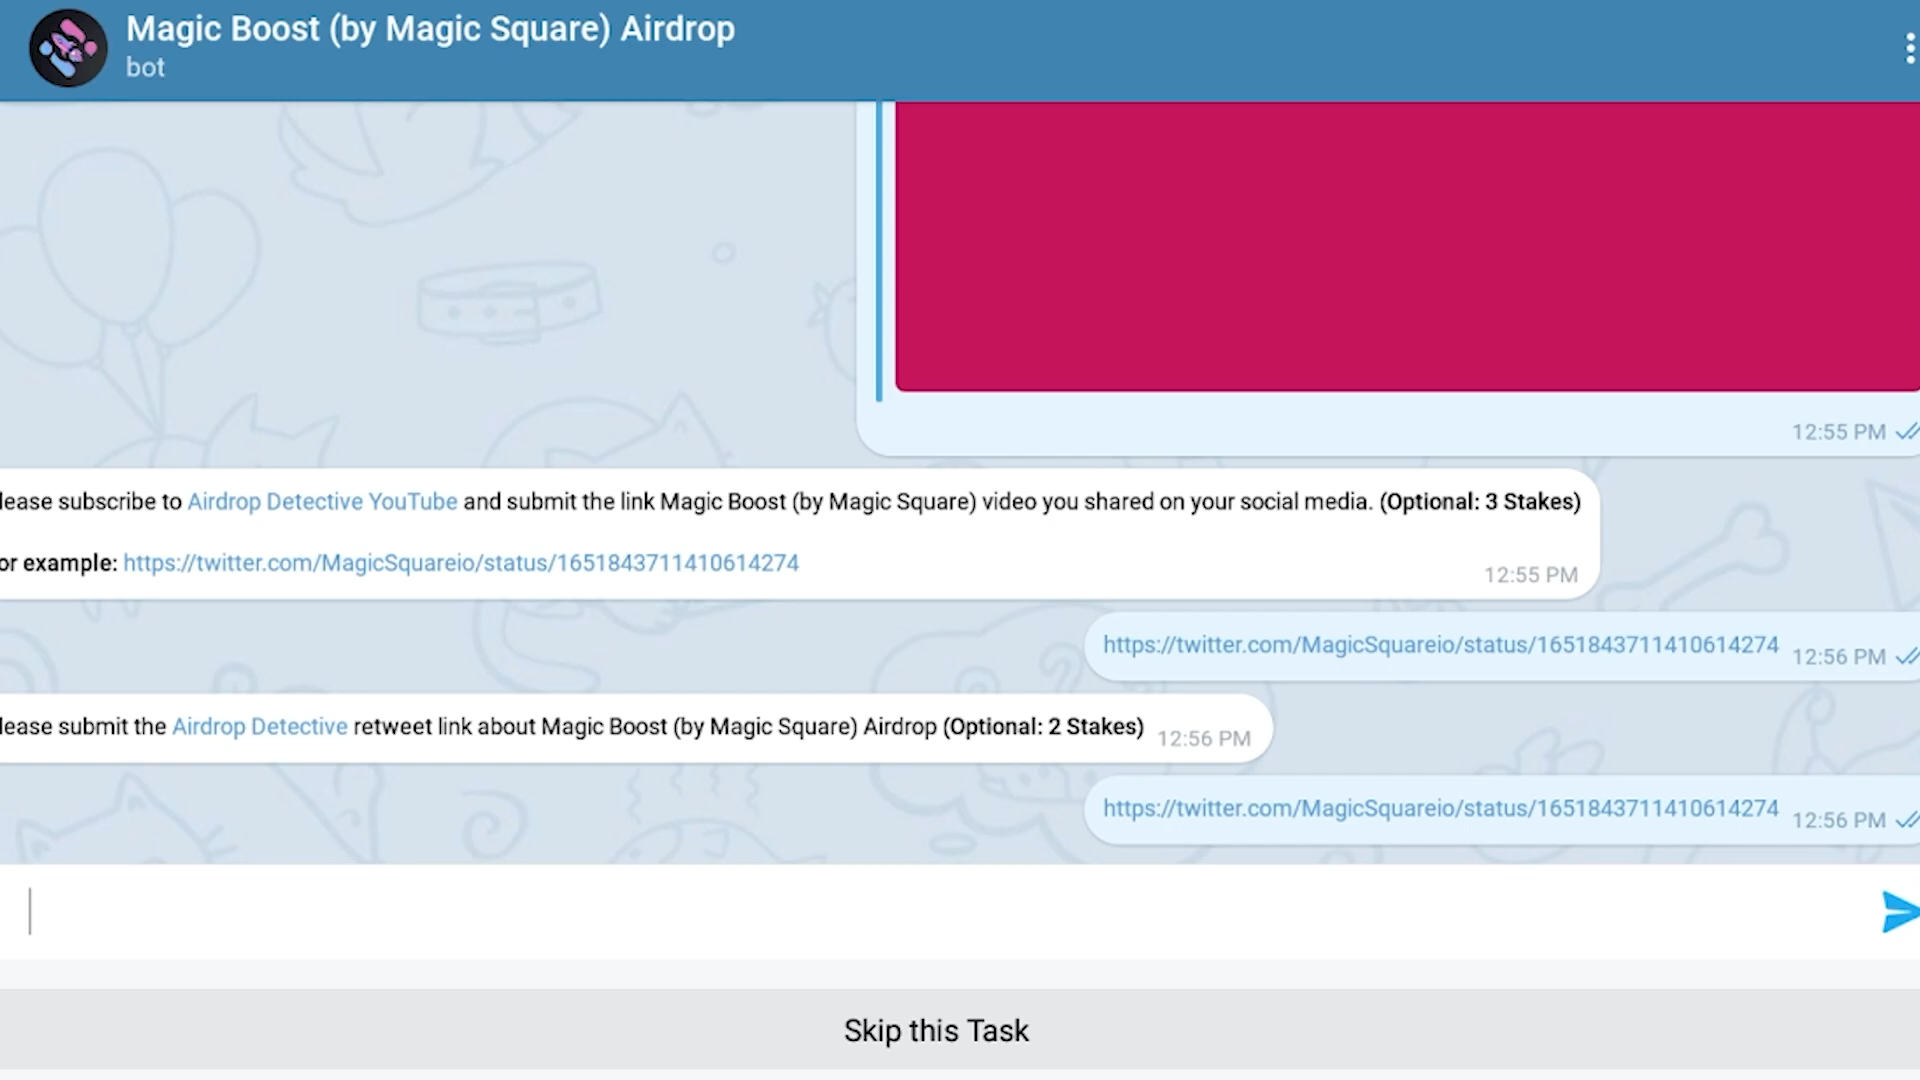 Magic Boost (by Magic Square) Airdrop
bot
12:55 PM
lease subscribe to Airdrop Detective YouTube and submit the link Magic Boost (by Magic Square) video you shared on your social media. (Optional: 3 Stakes)
or example: https://twitter.com/MagicSquareio/status/1651843711410614274
12:55 PM
https://twitter.com/MagicSquareio/status/1651843711410614274 12:56 PM
lease submit the Airdrop Detective retweet link about Magic Boost (by Magic Square) Airdrop (Optional: 2 Stakes) 12:56 PM
https://twitter.com/MagicSquareio/status/1651843711410614274 12:56 PM
Skip this Task